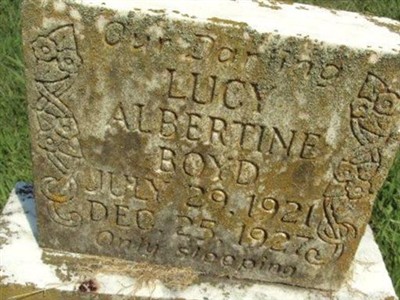 Our Darling
LUCY
ALBERTINE
BOYD
JULY 29, 1921
DEC. 25, 1927
Only sleeping